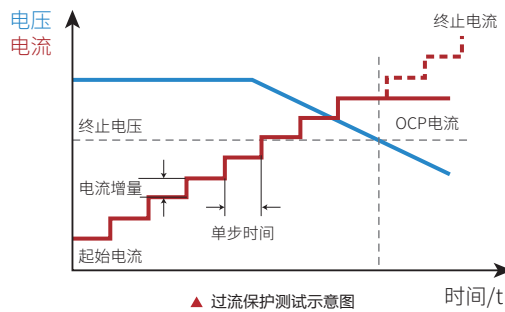 电压
电流
终止电流
终止电压
OCP电流
电流增量
单步时间
起始电流
时间/t
▲ 过流保护测试示意图